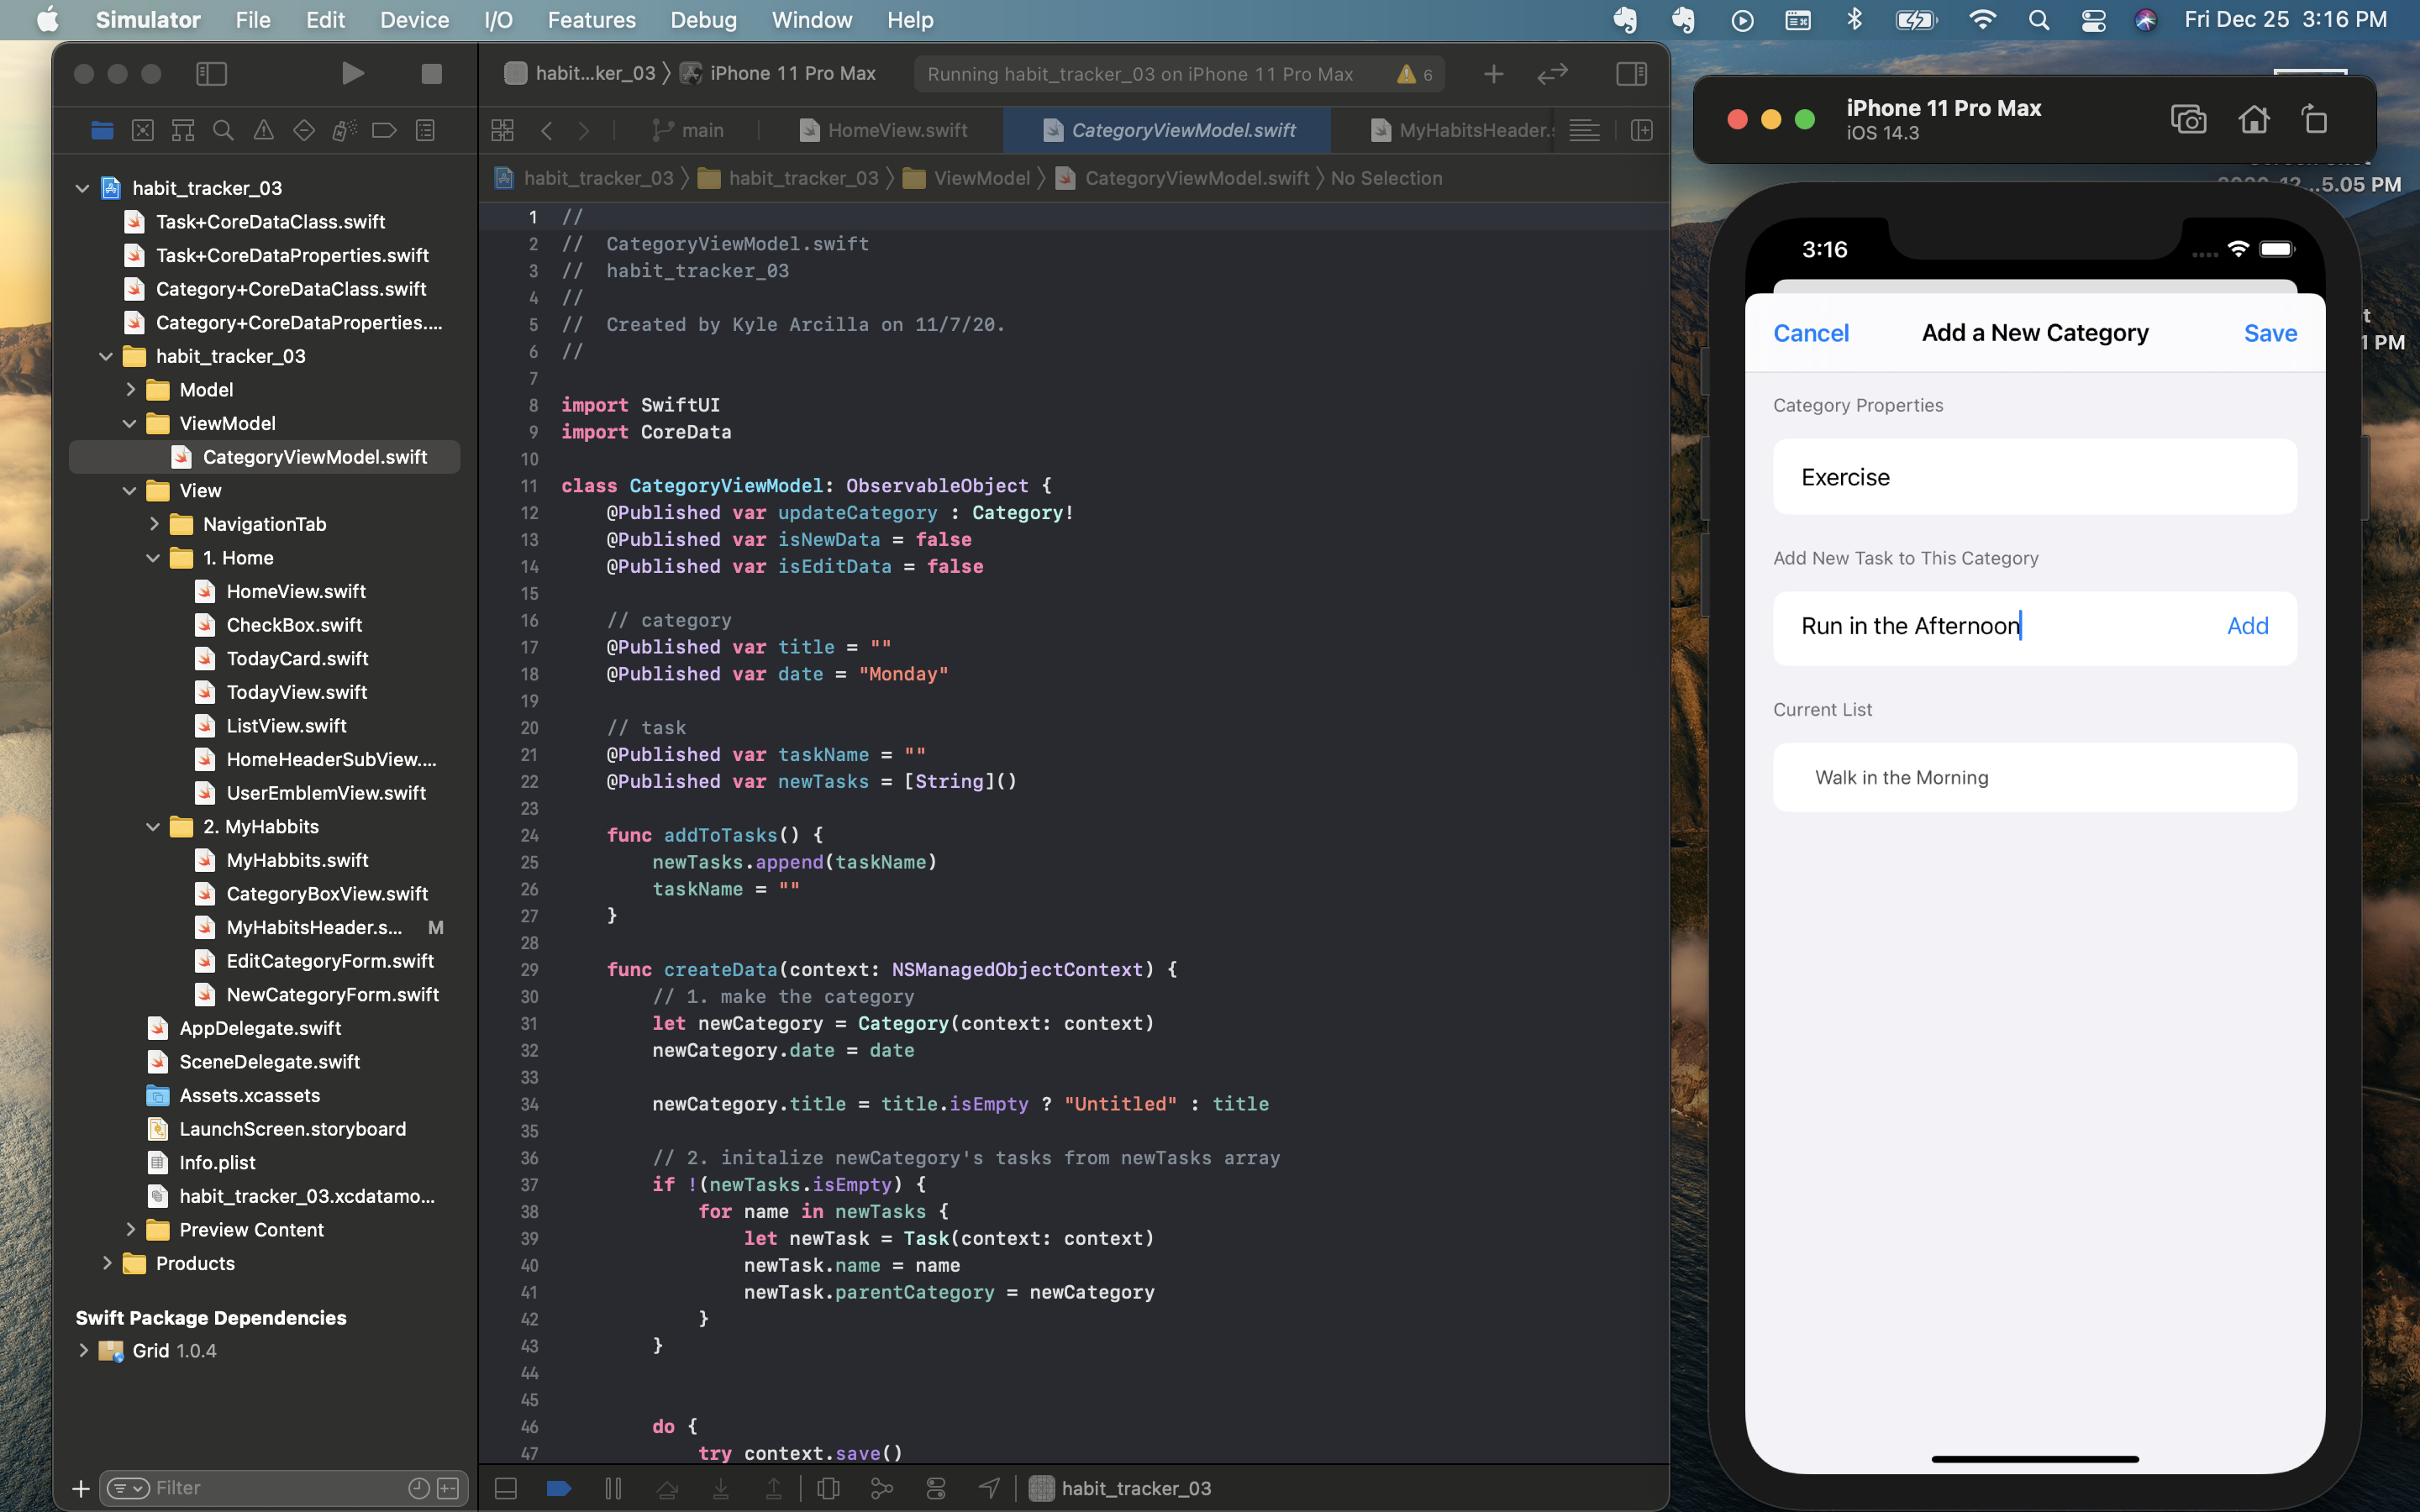 Simulator File Edit Device I/O Features Debug Window Help Fri Dec 25 3:16 PM
habit...ker_03 iPhone 11 Pro Max Running habit_tracker_03 on iPhone 11 Pro Max 6
main HomeView.swift CategoryViewModel.swift MyHabitsHeader.s
habit_tracker_03 habit_tracker_03 ViewModel CategoryViewModel.swift No Selection
habit_tracker_03
Task+CoreDataClass.swift
Task+CoreDataProperties.swift
Category+CoreDataClass.swift
Category+CoreDataProperties....
habit_tracker_03
Model
ViewModel
CategoryViewModel.swift
View
NavigationTab
1. Home
HomeView.swift
CheckBox.swift
TodayCard.swift
TodayView.swift
ListView.swift
HomeHeaderSubView....
UserEmblemView.swift
2. MyHabbits
MyHabbits.swift
CategoryBoxView.swift
MyHabitsHeader.s... M
EditCategoryForm.swift
NewCategoryForm.swift
AppDelegate.swift
SceneDelegate.swift
Assets.xcassets
LaunchScreen.storyboard
Info.plist
habit_tracker_03.xcdatamo...
Preview Content
Products
Swift Package Dependencies
Grid 1.0.4
Filter
1 //
2 //  CategoryViewModel.swift
3 //  habit_tracker_03
4 //
5 //  Created by Kyle Arcilla on 11/7/20.
6 //
7
8 import SwiftUI
9 import CoreData
10
11 class CategoryViewModel: ObservableObject {
12     @Published var updateCategory : Category!
13     @Published var isNewData = false
14     @Published var isEditData = false
15
16     // category
17     @Published var title = ""
18     @Published var date = "Monday"
19
20     // task
21     @Published var taskName = ""
22     @Published var newTasks = [String]()
23
24     func addToTasks() {
25         newTasks.append(taskName)
26         taskName = ""
27     }
28
29     func createData(context: NSManagedObjectContext) {
30         // 1. make the category
31         let newCategory = Category(context: context)
32         newCategory.date = date
33
34         newCategory.title = title.isEmpty ? "Untitled" : title
35
36         // 2. initalize newCategory's tasks from newTasks array
37         if !(newTasks.isEmpty) {
38             for name in newTasks {
39                 let newTask = Task(context: context)
40                 newTask.name = name
41                 newTask.parentCategory = newCategory
42             }
43         }
44
45
46         do {
47             try context.save()
habit_tracker_03
iPhone 11 Pro Max
iOS 14.3
...5.05 PM
1 PM
3:16
Cancel Add a New Category Save
Category Properties
Exercise
Add New Task to This Category
Run in the Afternoon Add
Current List
Walk in the Morning